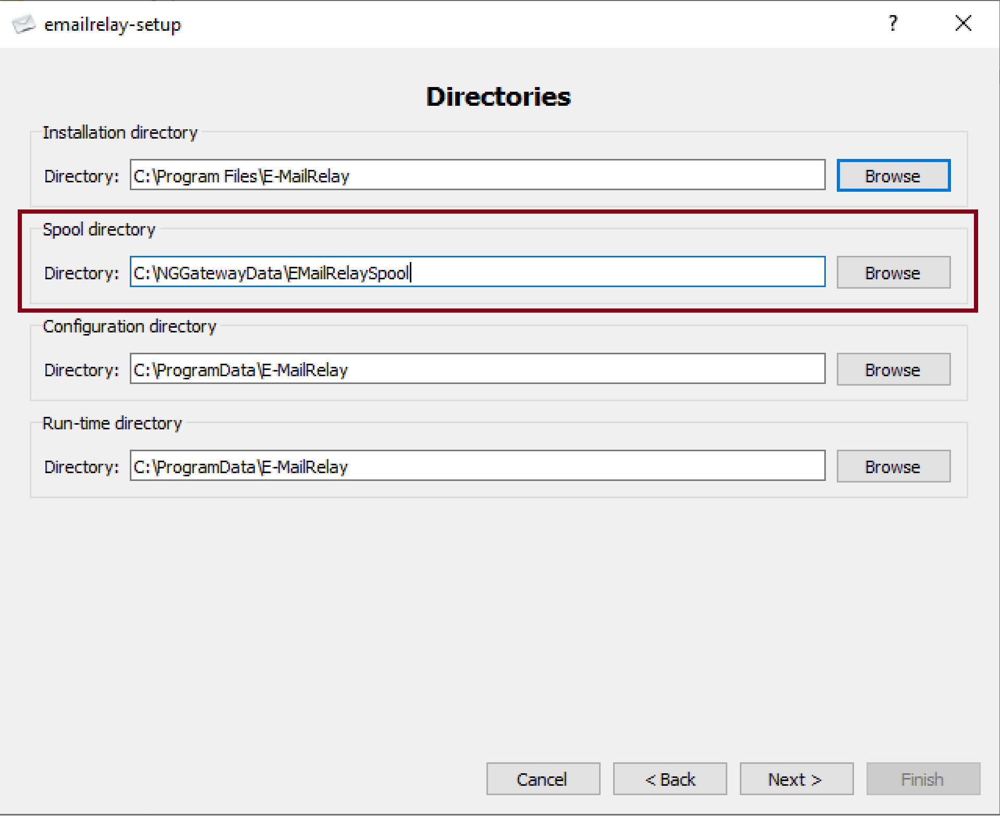 emailrelay-setup ?
Directories
Installation directory
Directory: C:\Program Files\E-MailRelay Browse
Spool directory
Directory: C:\NGGatewayData\EMailRelaySpool Browse
Configuration directory
Directory: C:\ProgramData\E-MailRelay Browse
Run-time directory
Directory: C:\ProgramData\E-MailRelay Browse
Cancel < Back Next > Finish